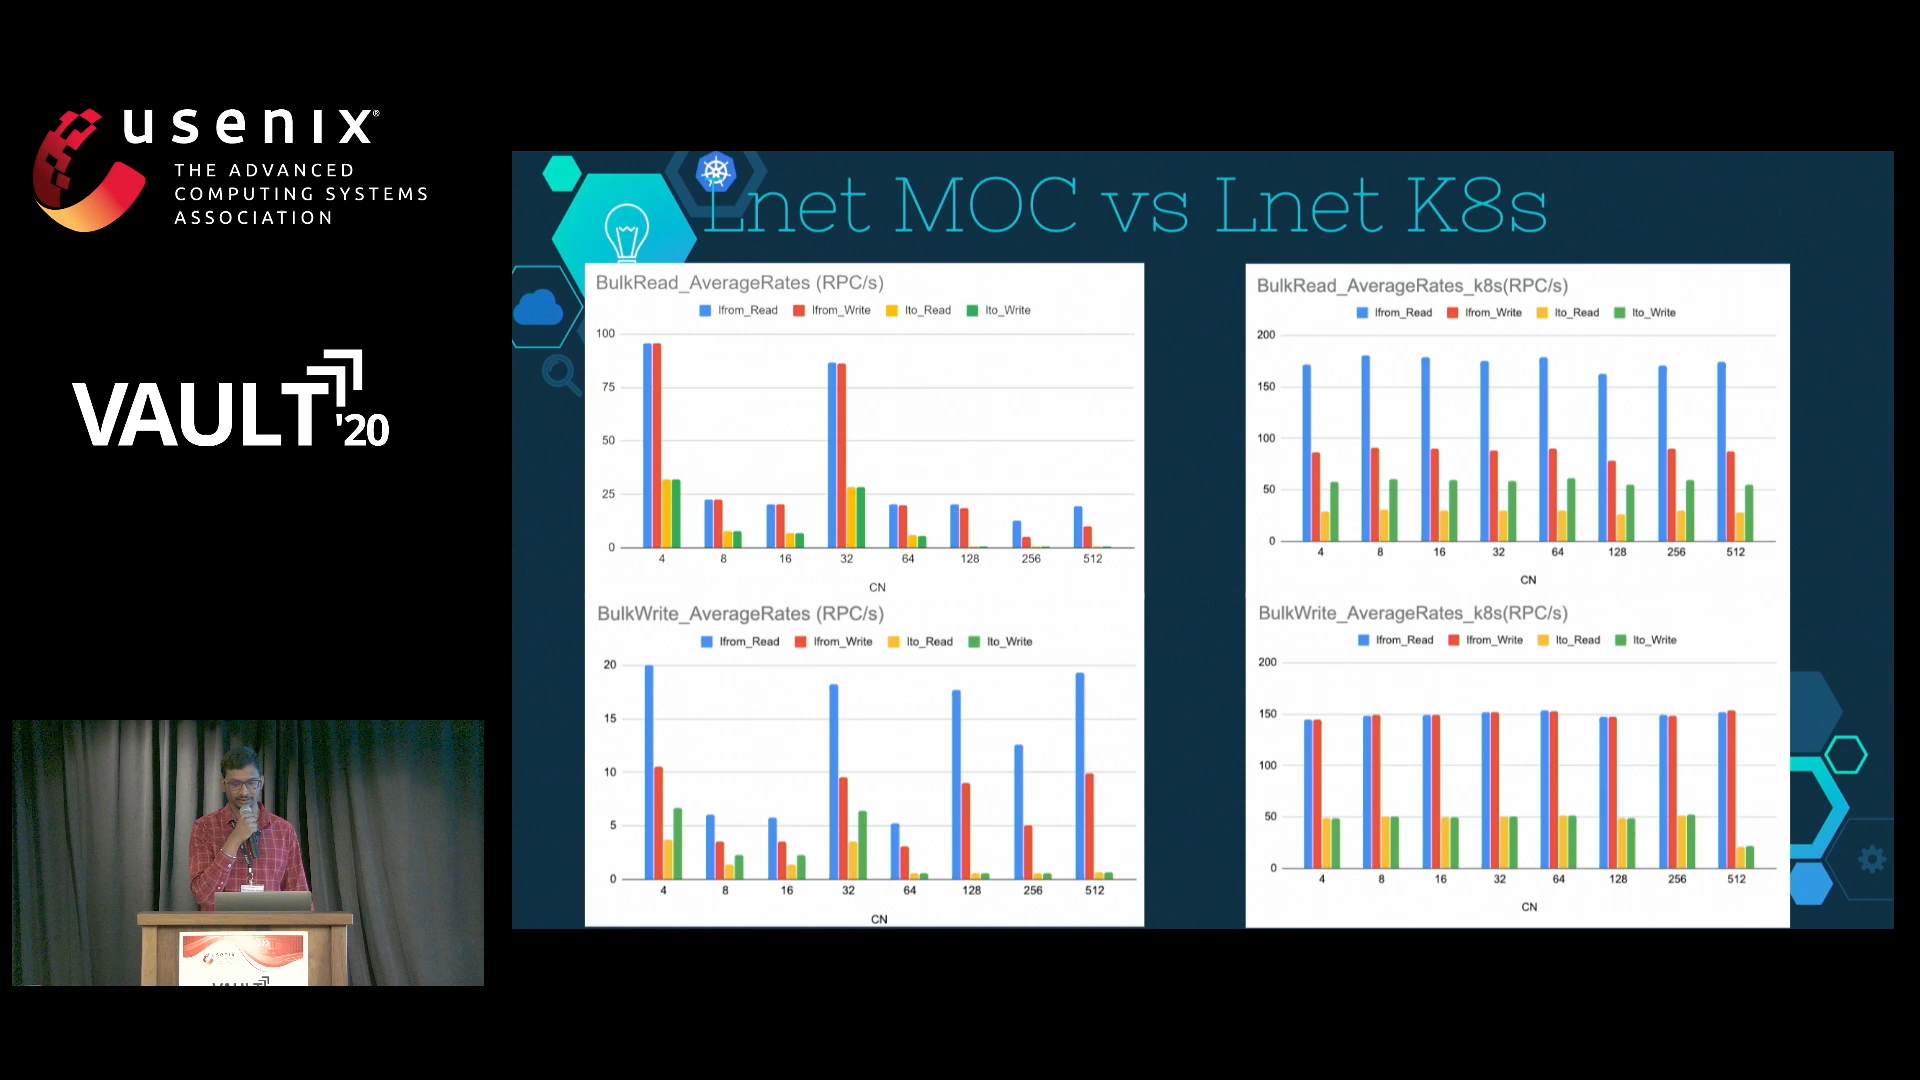 usenix®
THE ADVANCED
COMPUTING SYSTEMS
ASSOCIATION
VAULT '20
usenix
VAULT
Lnet MOC vs Lnet K8s
BulkRead_AverageRates (RPC/s)
lfrom_Read lfrom_Write lto_Read lto_Write
100
75
50
25
0
4 8 16 32 64 128 256 512
CN
BulkWrite_AverageRates (RPC/s)
lfrom_Read lfrom_Write lto_Read lto_Write
20
15
10
5
0
4 8 16 32 64 128 256 512
CN
BulkRead_AverageRates_k8s(RPC/s)
lfrom_Read lfrom_Write lto_Read lto_Write
200
150
100
50
0
4 8 16 32 64 128 256 512
CN
BulkWrite_AverageRates_k8s(RPC/s)
lfrom_Read lfrom_Write lto_Read lto_Write
200
150
100
50
0
4 8 16 32 64 128 256 512
CN